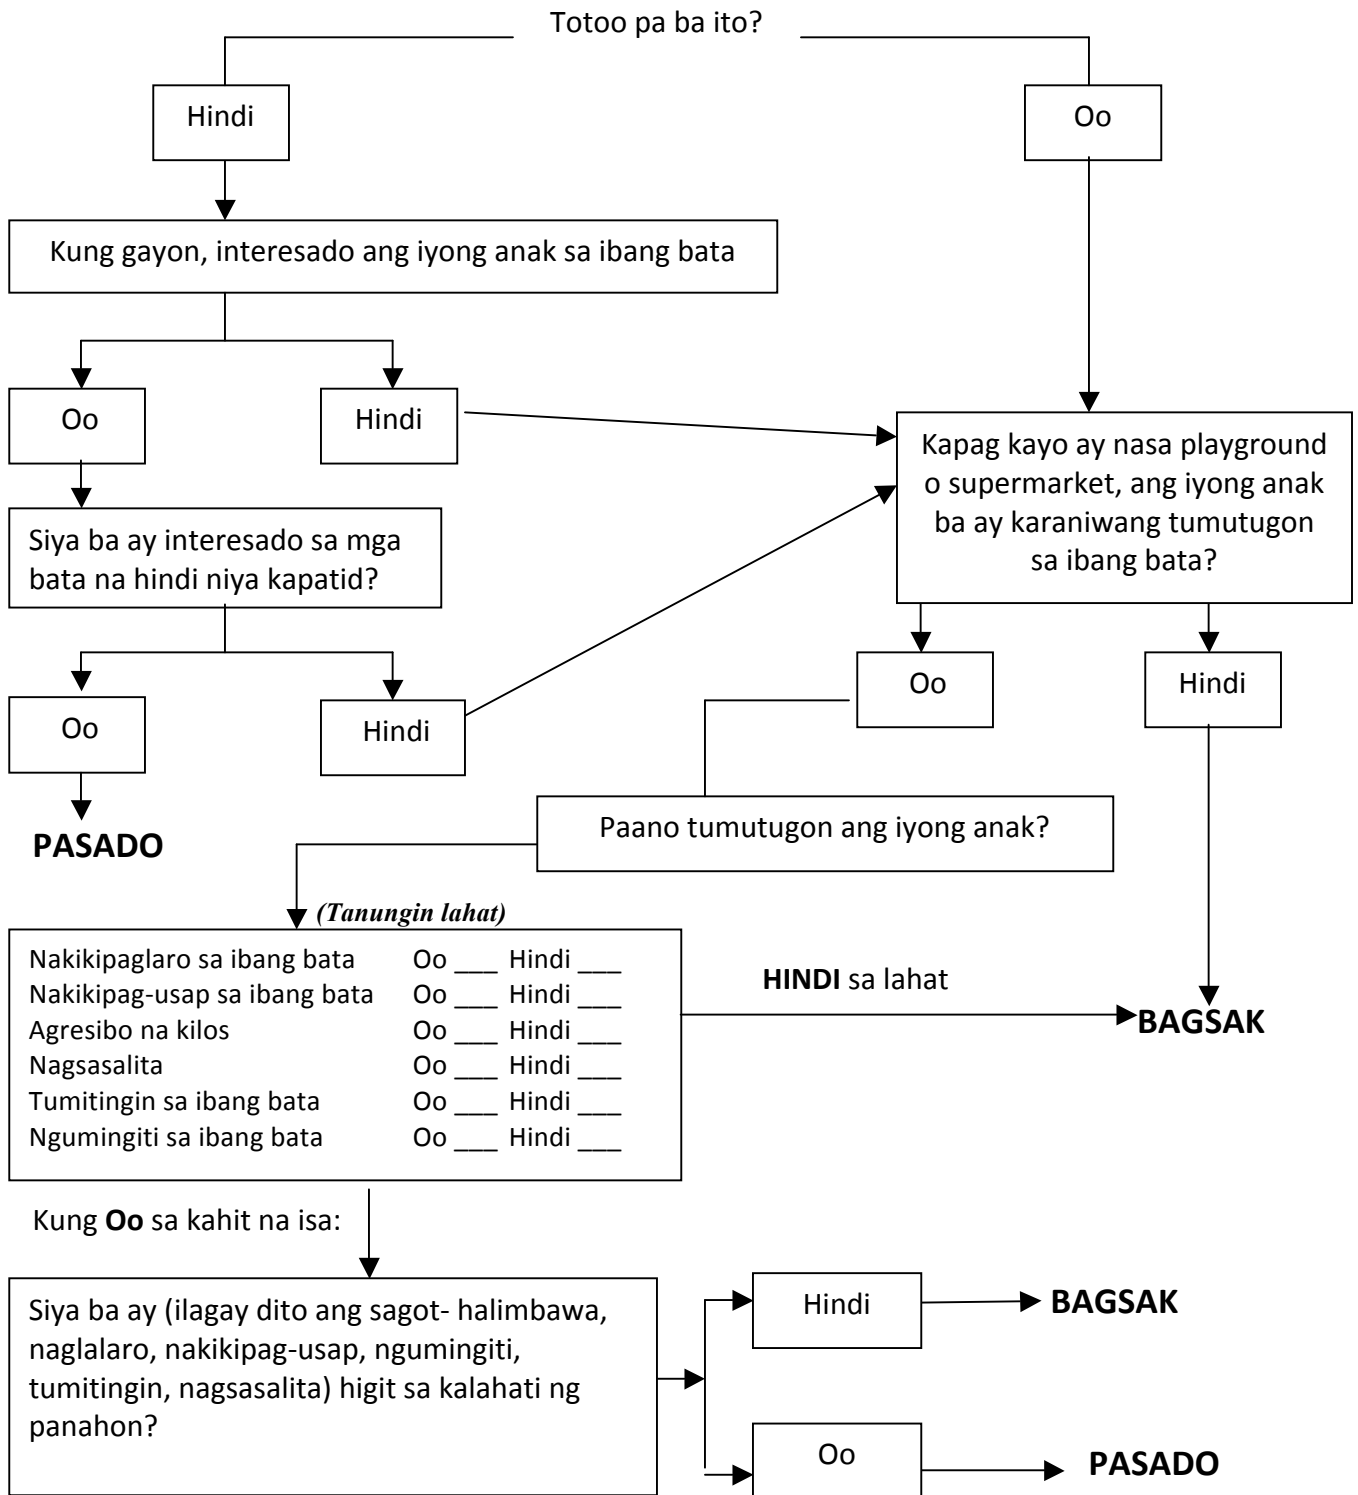 Totoo pa ba ito?
Hindi
Oo
Kung gayon, interesado ang iyong anak sa ibang bata
Oo
Hindi
Kapag kayo ay nasa playground
o supermarket, ang iyong anak
ba ay karaniwang tumutugon
sa ibang bata?
Siya ba ay interesado sa mga
bata na hindi niya kapatid?
Oo
Hindi
Oo
Hindi
PASADO
Paano tumutugon ang iyong anak?
(Tanungin lahat)
Nakikipaglaro sa ibang bata Oo ___ Hindi ___
Nakikipag-usap sa ibang bata Oo ___ Hindi ___
Agresibo na kilos Oo ___ Hindi ___
Nagsasalita Oo ___ Hindi ___
Tumitingin sa ibang bata Oo ___ Hindi ___
Ngumingiti sa ibang bata Oo ___ Hindi ___
HINDI sa lahat
BAGSAK
Kung Oo sa kahit na isa:
Siya ba ay (ilagay dito ang sagot- halimbawa,
naglalaro, nakikipag-usap, ngumingiti,
tumitingin, nagsasalita) higit sa kalahati ng
panahon?
Hindi
BAGSAK
Oo
PASADO